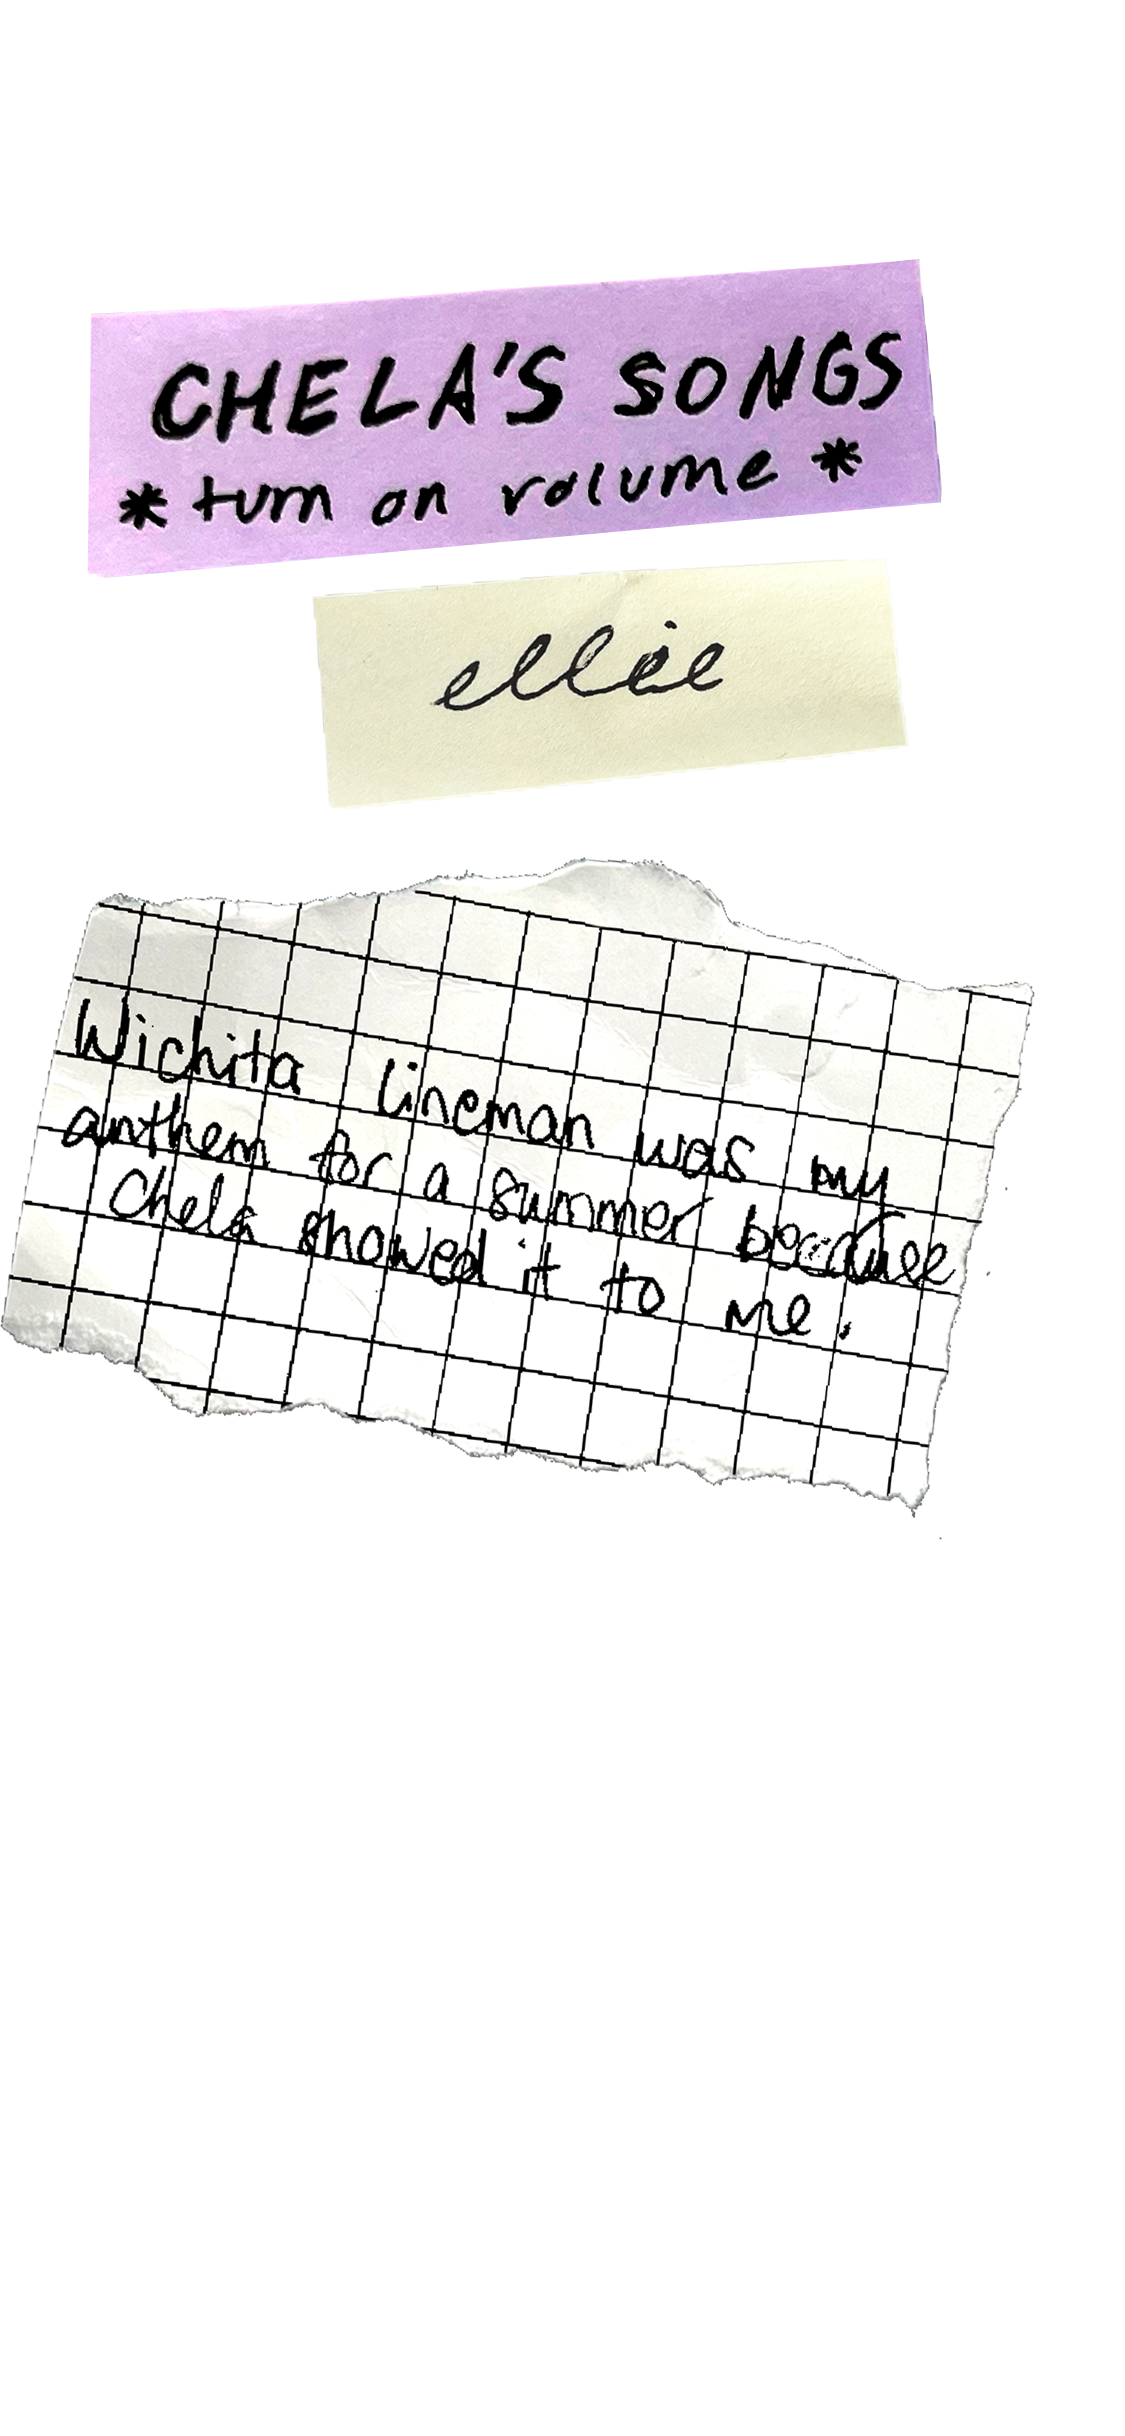 CHELA'S SONGS
* turn on volume *
ellie
Wichita lineman was my
anthem for a summer because
Chela showed it to me.